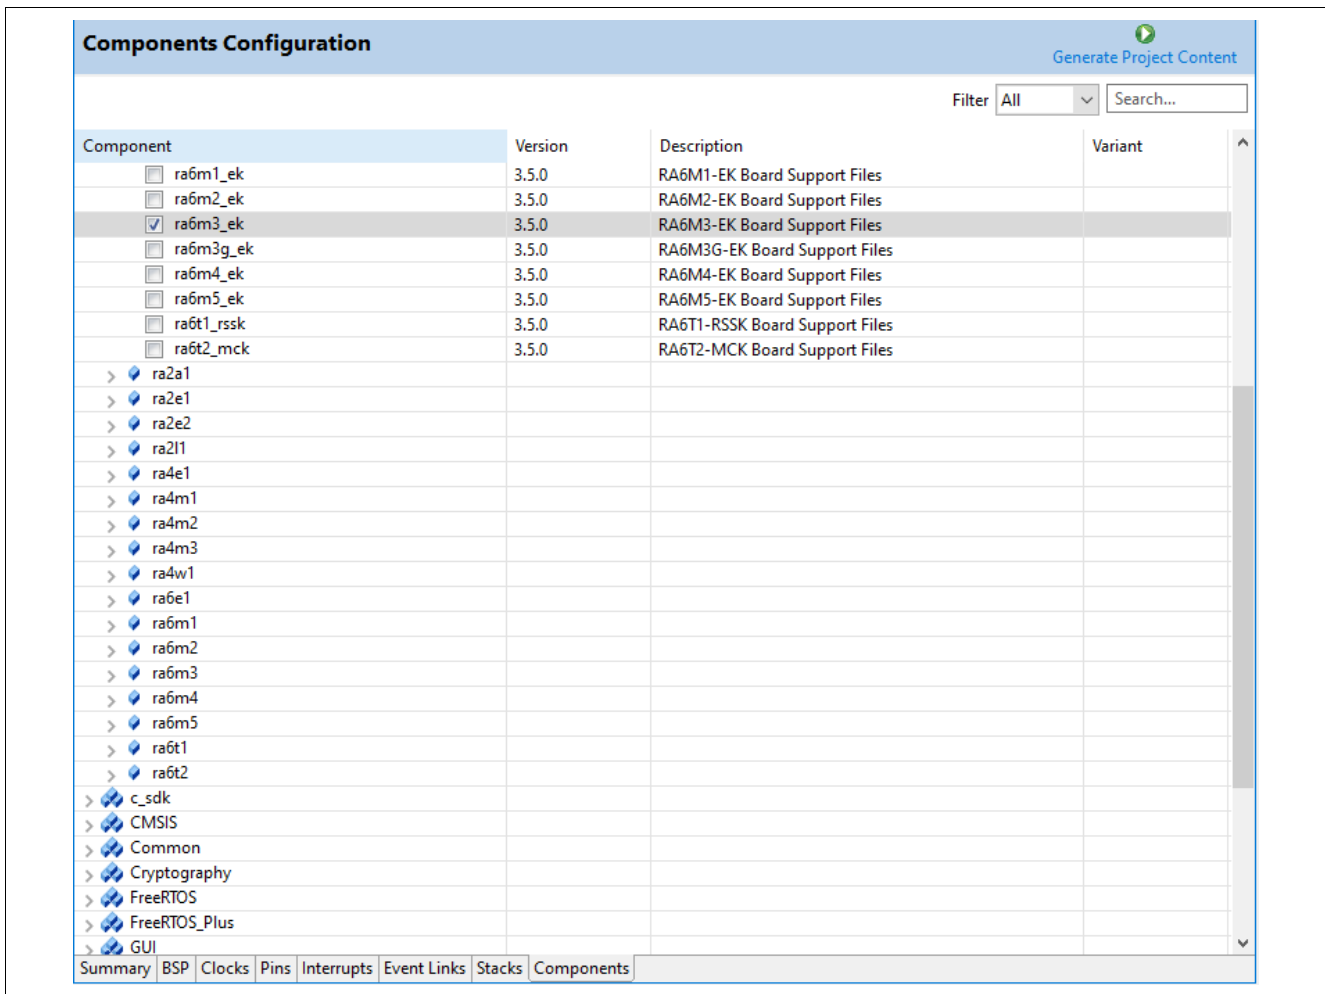 Components Configuration
Generate Project Content
Filter All Search...
Component Version Description Variant
ra6m1_ek 3.5.0 RA6M1-EK Board Support Files
ra6m2_ek 3.5.0 RA6M2-EK Board Support Files
ra6m3_ek 3.5.0 RA6M3-EK Board Support Files
ra6m3g_ek 3.5.0 RA6M3G-EK Board Support Files
ra6m4_ek 3.5.0 RA6M4-EK Board Support Files
ra6m5_ek 3.5.0 RA6M5-EK Board Support Files
ra6t1_rssk 3.5.0 RA6T1-RSSK Board Support Files
ra6t2_mck 3.5.0 RA6T2-MCK Board Support Files
ra2a1
ra2e1
ra2e2
ra2l1
ra4e1
ra4m1
ra4m2
ra4m3
ra4w1
ra6e1
ra6m1
ra6m2
ra6m3
ra6m4
ra6m5
ra6t1
ra6t2
c_sdk
CMSIS
Common
Cryptography
FreeRTOS
FreeRTOS_Plus
GUI
Summary BSP Clocks Pins Interrupts Event Links Stacks Components